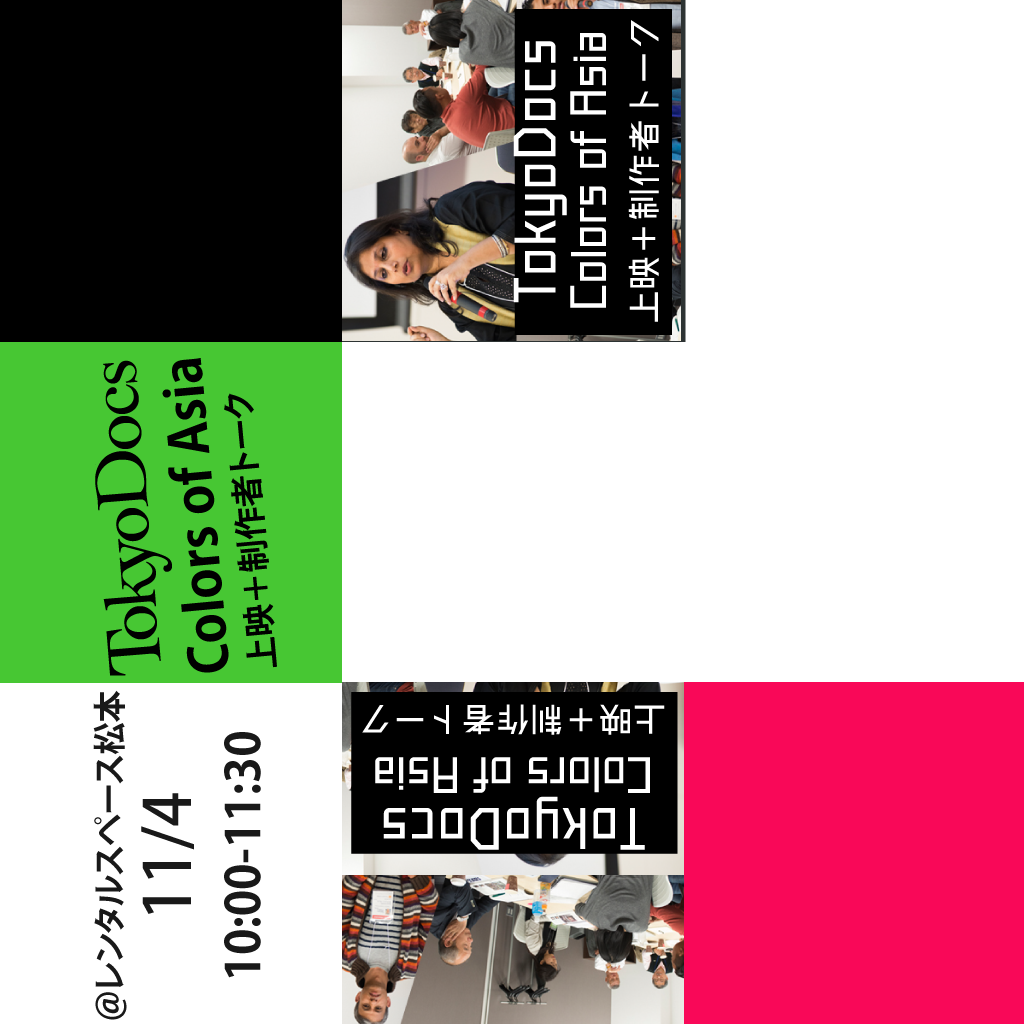 TokyoDocs
Colors of Asia
上映＋制作者トーク
TokyoDocs
Colors of Asia
上映＋制作者トーク
@レンタルスペース松本
11/4
10:00-11:30
TokyoDocs
Colors of Asia
上映＋制作者トーク